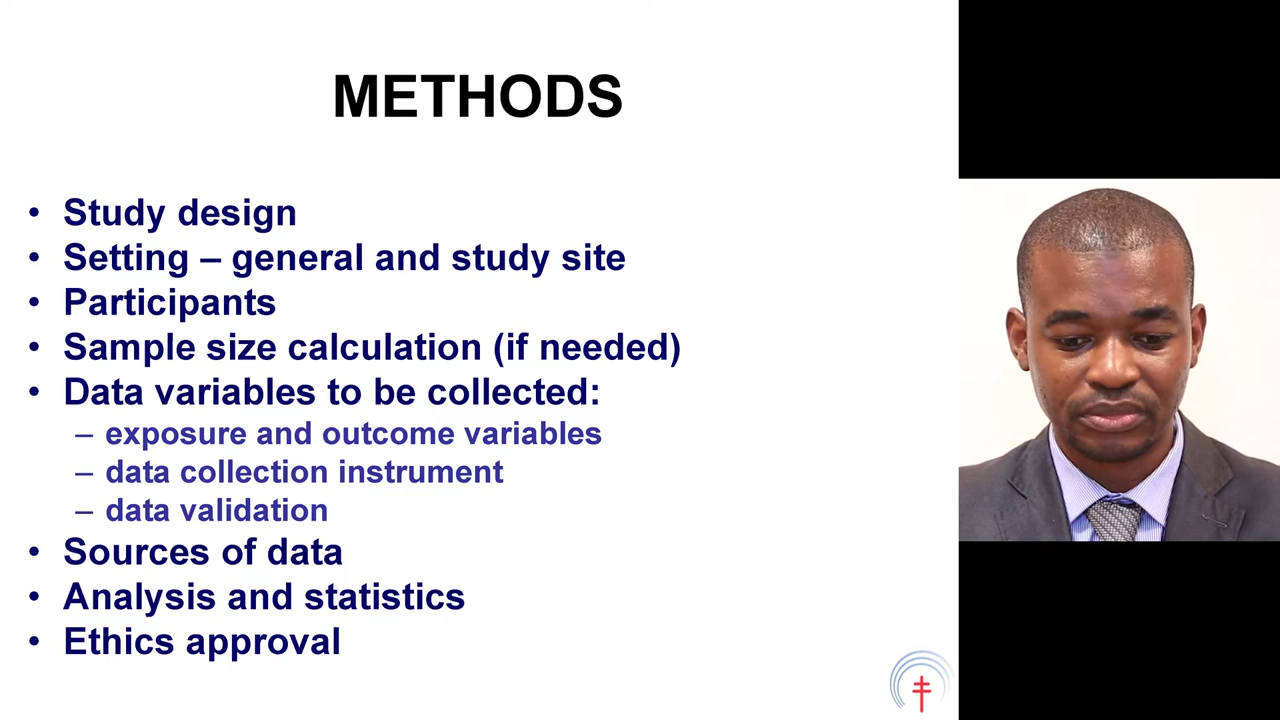 METHODS
• Study design
• Setting – general and study site
• Participants
• Sample size calculation (if needed)
• Data variables to be collected:
– exposure and outcome variables
– data collection instrument
– data validation
• Sources of data
• Analysis and statistics
• Ethics approval